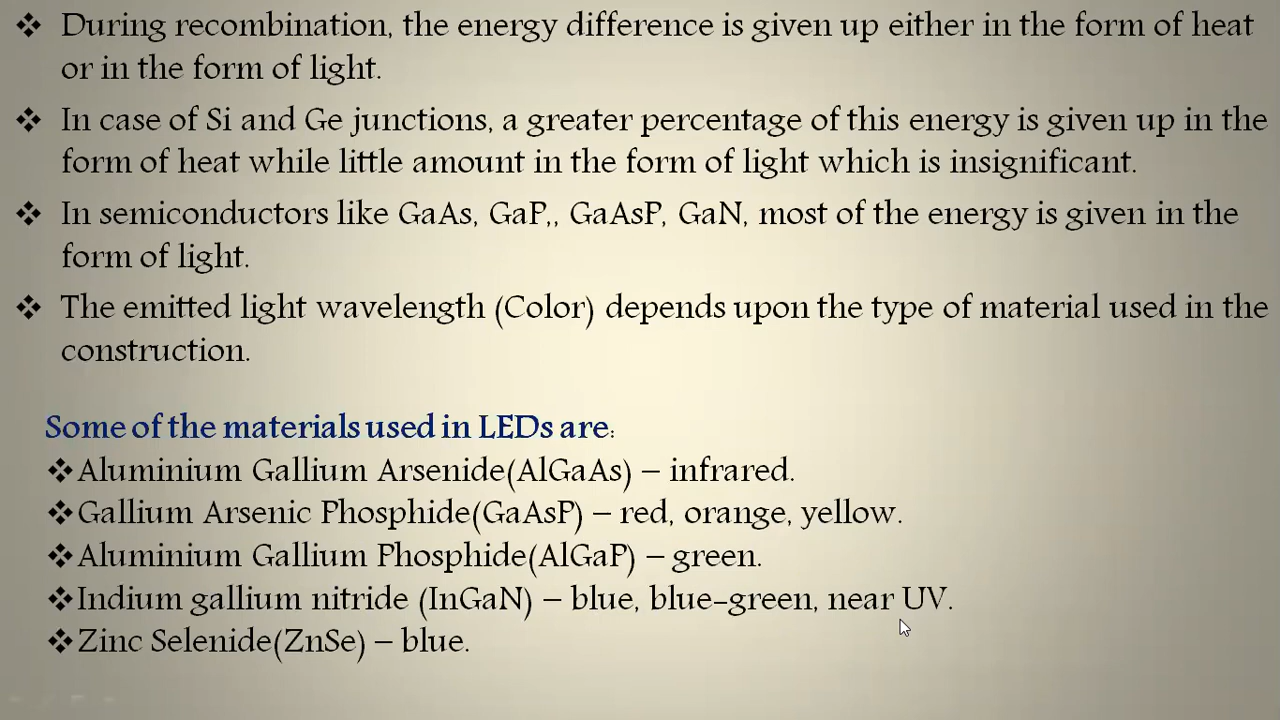 ❖ During recombination, the energy difference is given up either in the form of heat
or in the form of light.
❖ In case of Si and Ge junctions, a greater percentage of this energy is given up in the
form of heat while little amount in the form of light which is insignificant.
❖ In semiconductors like GaAs, GaP,, GaAsP, GaN, most of the energy is given in the
form of light.
❖ The emitted light wavelength (Color) depends upon the type of material used in the
construction.
Some of the materials used in LEDs are:
❖Aluminium Gallium Arsenide(AlGaAs) – infrared.
❖Gallium Arsenic Phosphide(GaAsP) – red, orange, yellow.
❖Aluminium Gallium Phosphide(AlGaP) – green.
❖Indium gallium nitride (InGaN) – blue, blue-green, near UV.
❖Zinc Selenide(ZnSe) – blue.